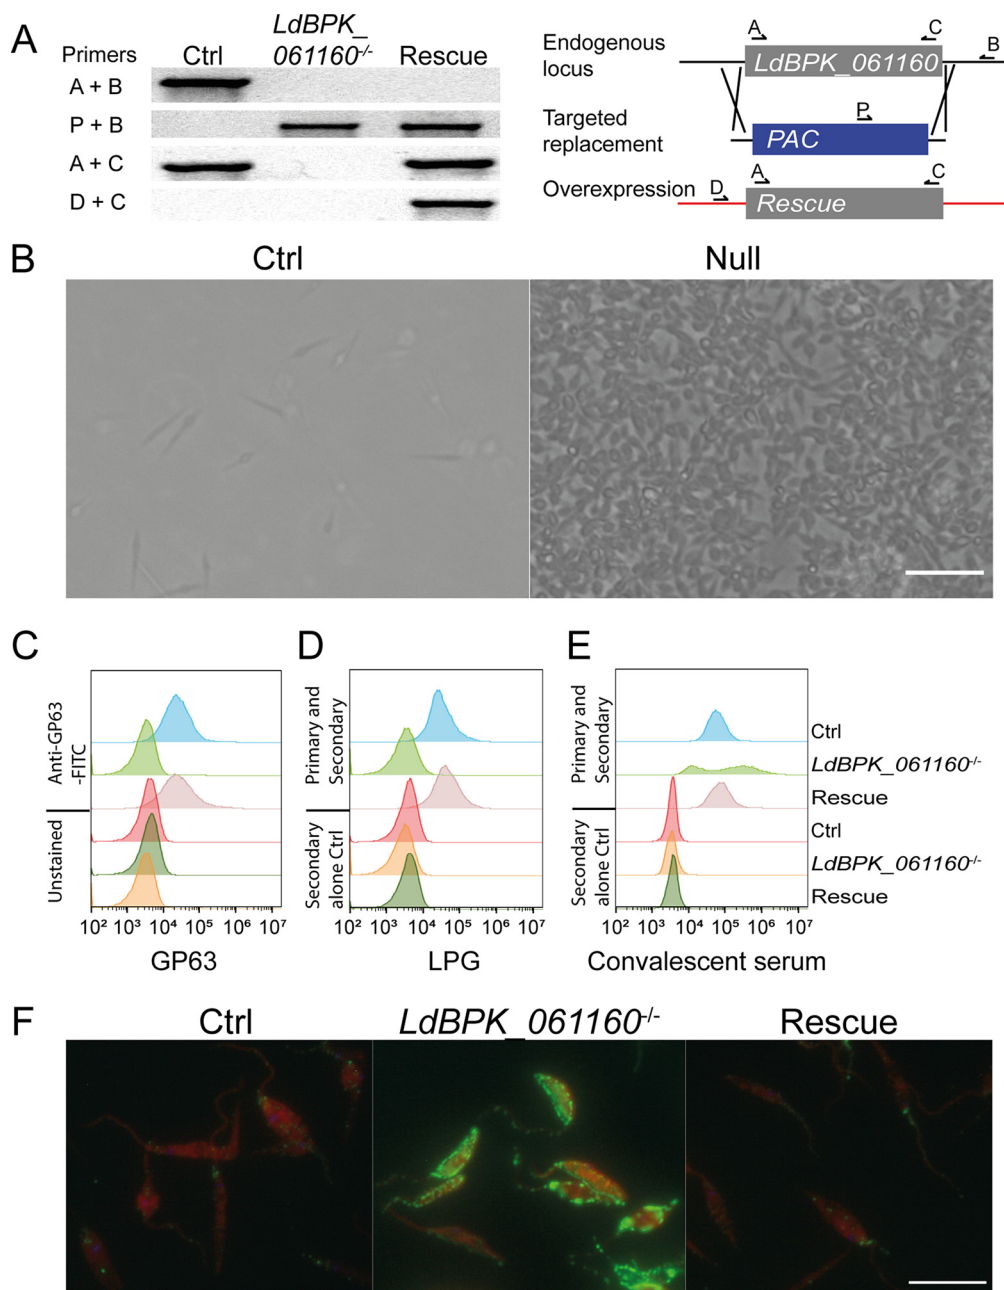 A
Primers
Ctrl
LdBPK_
061160-/-
Rescue
A + B
P + B
A + C
D + C
Endogenous
locus
A
C
B
LdBPK_061160
Targeted
replacement
P
PAC
Overexpression
D
A
C
Rescue
B
Ctrl
Null
C
Anti-GP63
-FITC
Unstained
10² 10³ 10⁴ 10⁵ 10⁶ 10⁷
GP63
D
Primary and
Secondary
Secondary
alone Ctrl
10² 10³ 10⁴ 10⁵ 10⁶ 10⁷
LPG
E
Primary and
Secondary
Secondary
alone Ctrl
10² 10³ 10⁴ 10⁵ 10⁶ 10⁷
Convalescent serum
Ctrl
LdBPK_061160-/-
Rescue
Ctrl
LdBPK_061160-/-
Rescue
F
Ctrl
LdBPK_061160-/-
Rescue